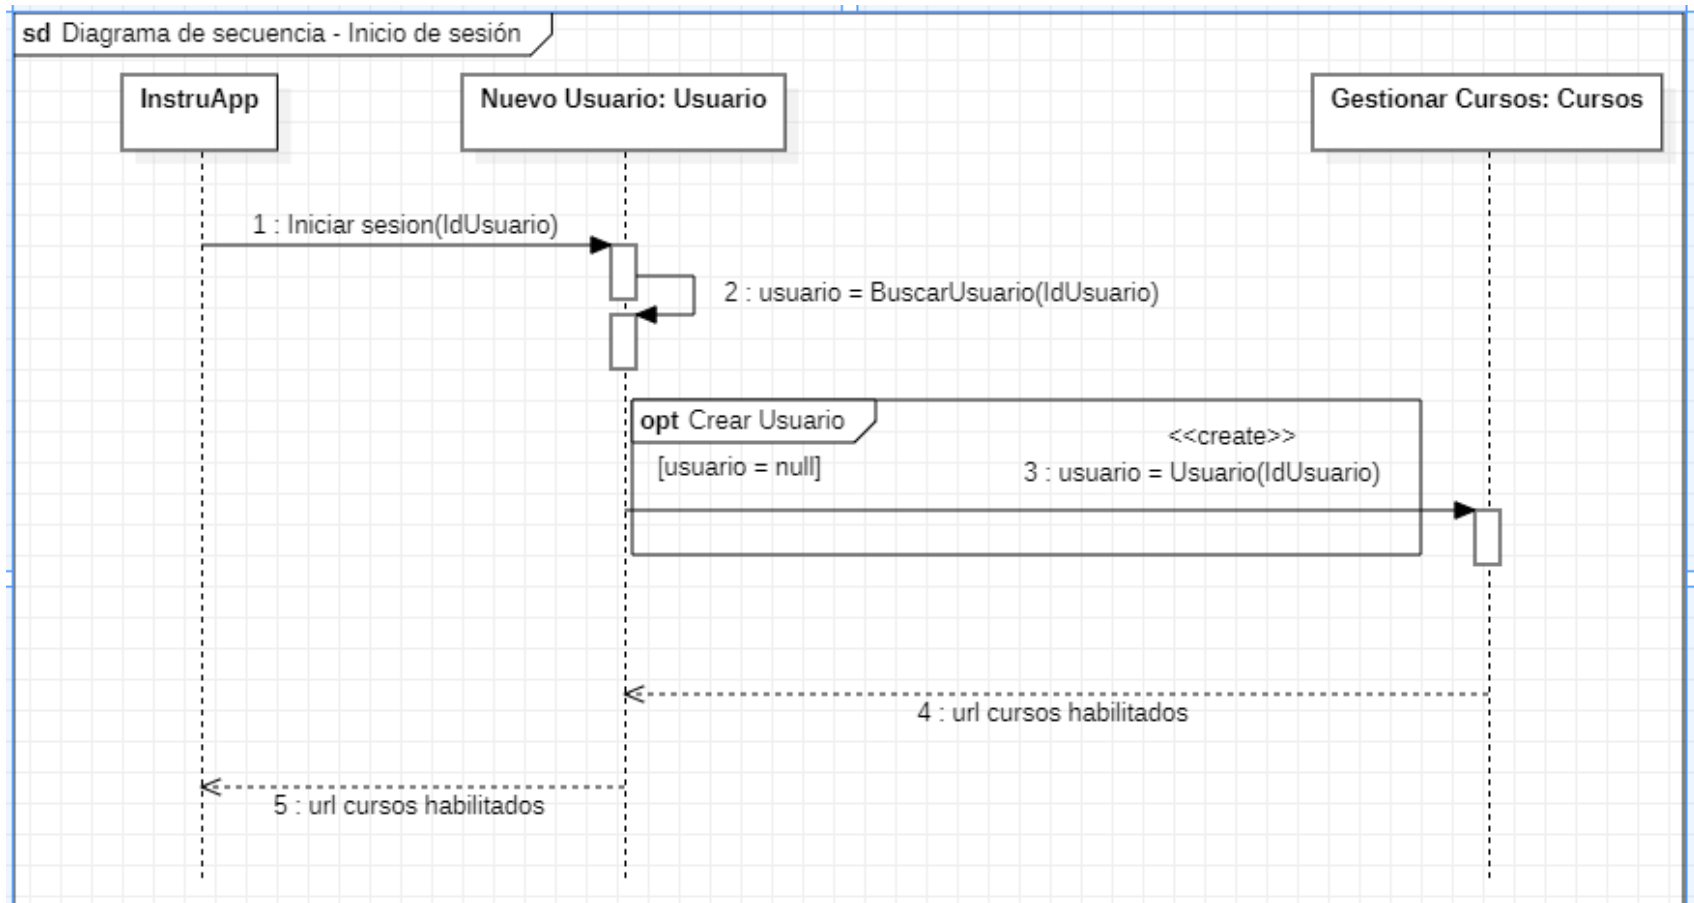 sd Diagrama de secuencia - Inicio de sesión
InstruApp
Nuevo Usuario: Usuario
Gestionar Cursos: Cursos
1 : Iniciar sesion(IdUsuario)
2 : usuario = BuscarUsuario(IdUsuario)
opt Crear Usuario
<<create>>
[usuario = null]
3 : usuario = Usuario(IdUsuario)
4 : url cursos habilitados
5 : url cursos habilitados